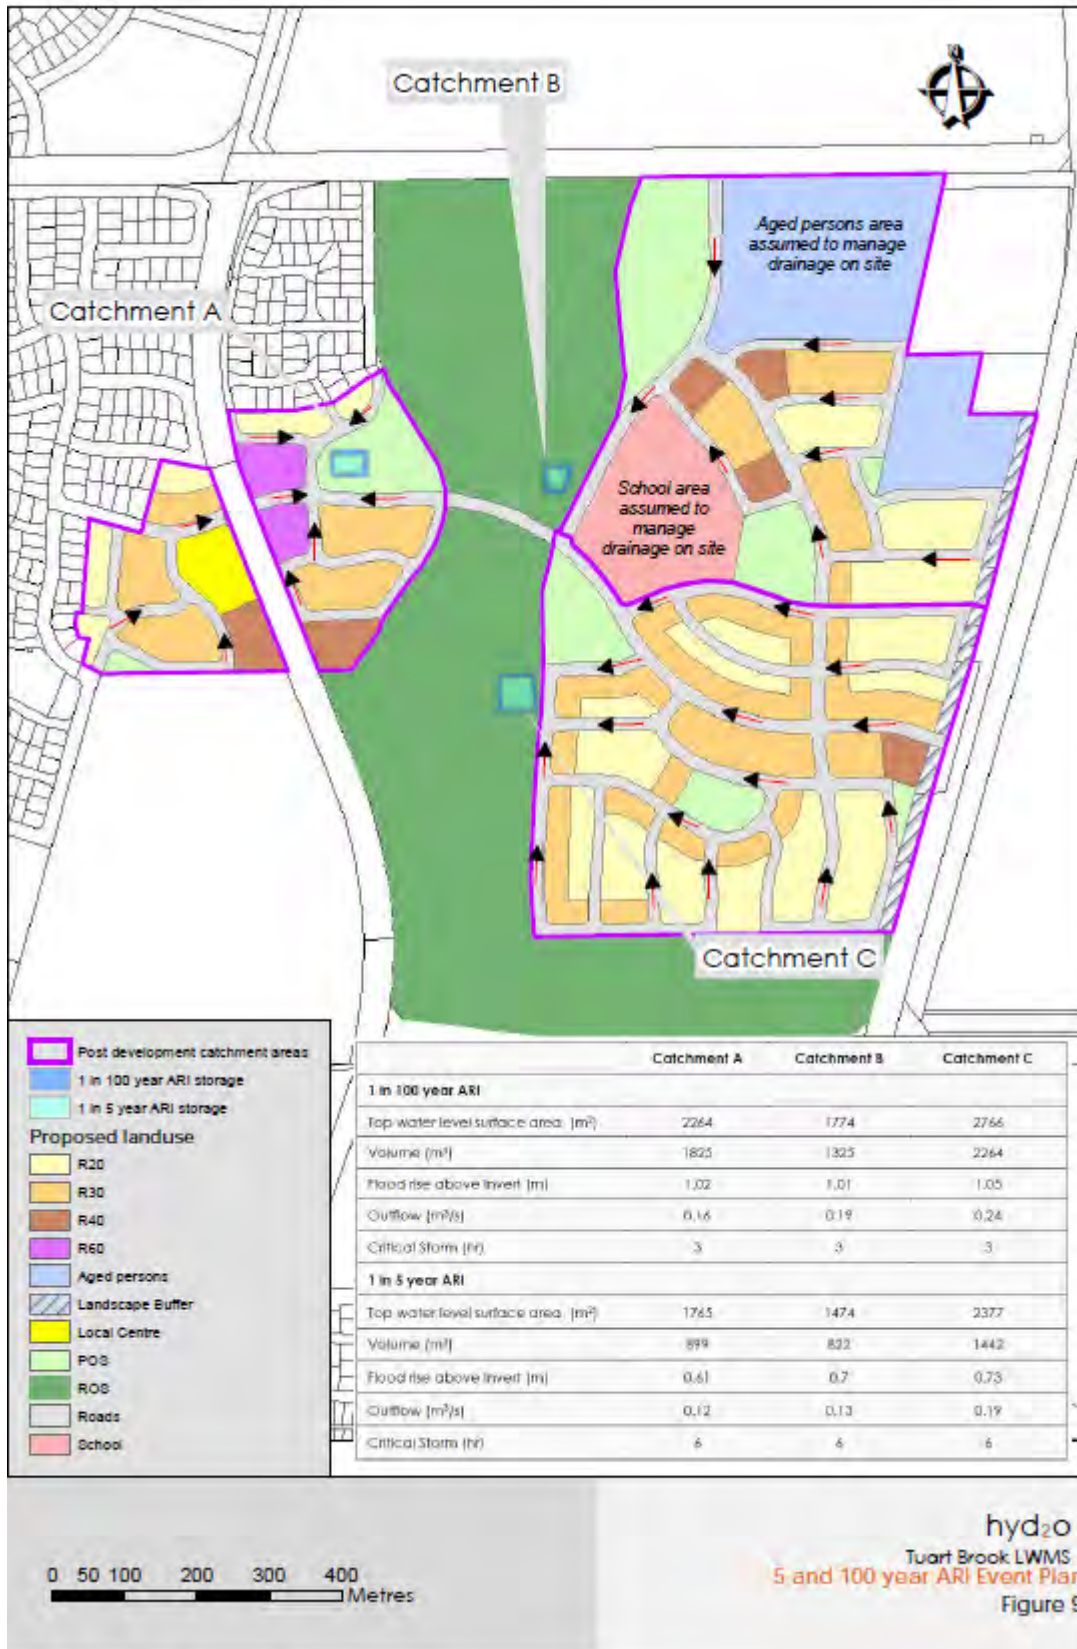 Catchment B
N
Aged persons area
assumed to manage
drainage on site
Catchment A
School area
assumed to
manage
drainage on site
Catchment C
Post development catchment areas
1 in 100 year ARI storage
1 in 5 year ARI storage
Proposed landuse
R20
R30
R40
R60
Aged persons
Landscape Buffer
Local Centre
POS
ROS
Roads
School
Catchment A Catchment B Catchment C
1 in 100 year ARI
Top water level surface area (m²) 2264 1774 2766
Volume (m³) 1825 1325 2264
Flood rise above invert (m) 1.02 1.01 1.05
Outflow (m³/s) 0.16 0.19 0.24
Critical Storm (hr) 3 3 3
1 in 5 year ARI
Top water level surface area (m²) 1765 1474 2377
Volume (m³) 899 822 1442
Flood rise above invert (m) 0.61 0.7 0.73
Outflow (m³/s) 0.12 0.13 0.19
Critical Storm (hr) 6 6 6
0 50 100 200 300 400
Metres
hyd₂o
Tuart Brook LWMS
5 and 100 year ARI Event Plan
Figure 9